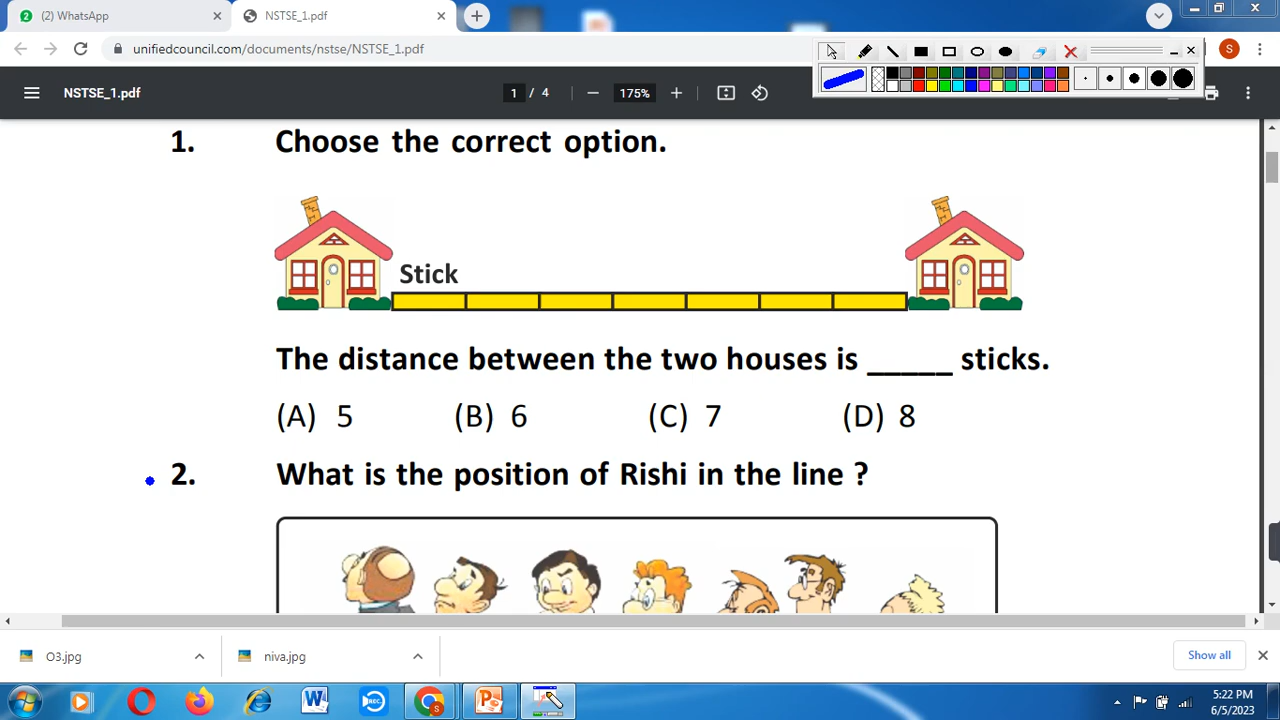 (2) WhatsApp
NSTSE_1.pdf
unifiedcouncil.com/documents/nstse/NSTSE_1.pdf
S
NSTSE_1.pdf
1 / 4
175%
1. Choose the correct option.
Stick
The distance between the two houses is _____ sticks.
(A) 5 (B) 6 (C) 7 (D) 8
2. What is the position of Rishi in the line ?
O3.jpg
niva.jpg
Show all
W
REC
S
P
5:22 PM
6/5/2023